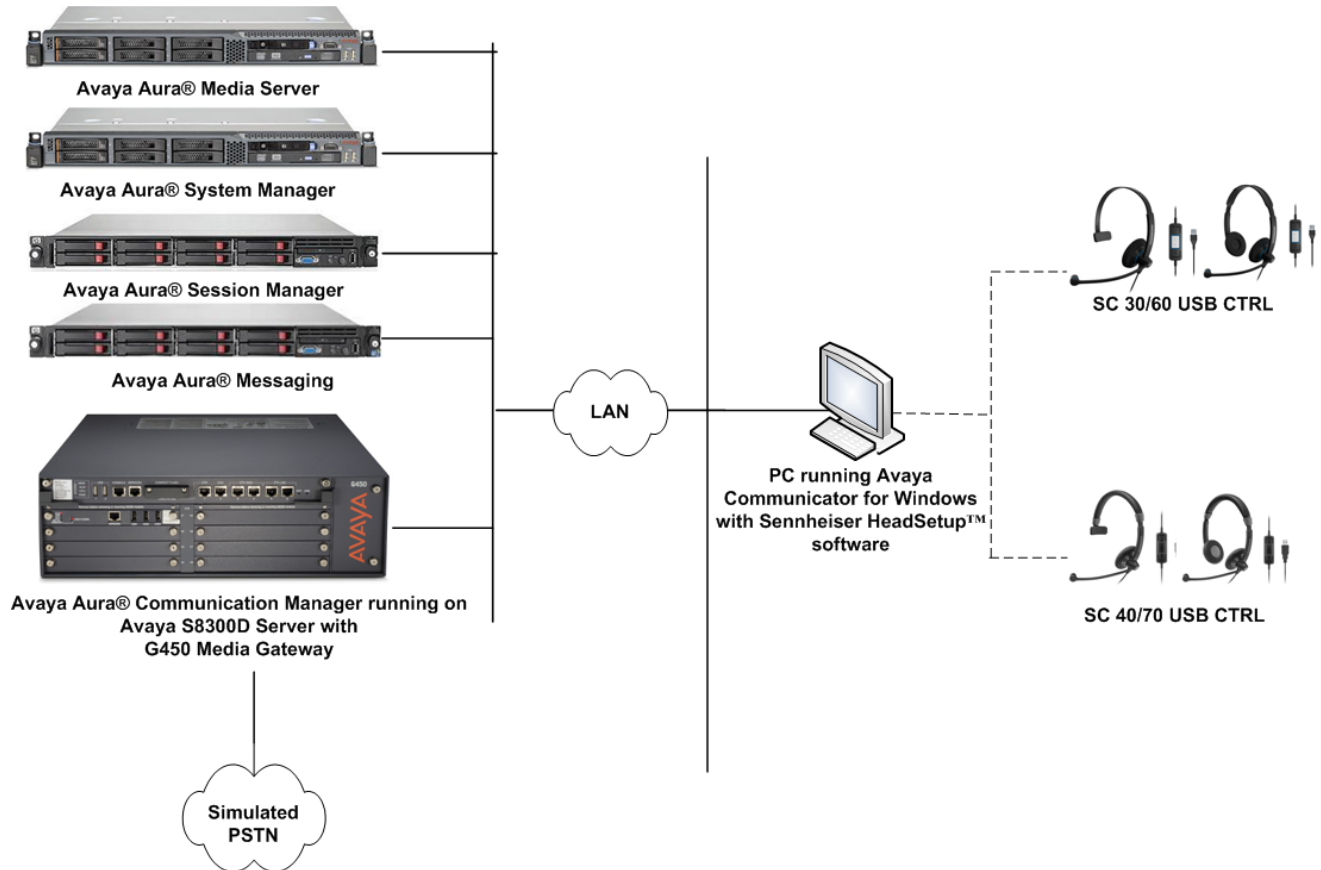 Avaya Aura® Media Server
Avaya Aura® System Manager
Avaya Aura® Session Manager
Avaya Aura® Messaging
G450
AVAYA
Avaya Aura® Communication Manager running on
Avaya S8300D Server with
G450 Media Gateway
Simulated
PSTN
LAN
PC running Avaya
Communicator for Windows
with Sennheiser HeadSetup™
software
SC 30/60 USB CTRL
SC 40/70 USB CTRL